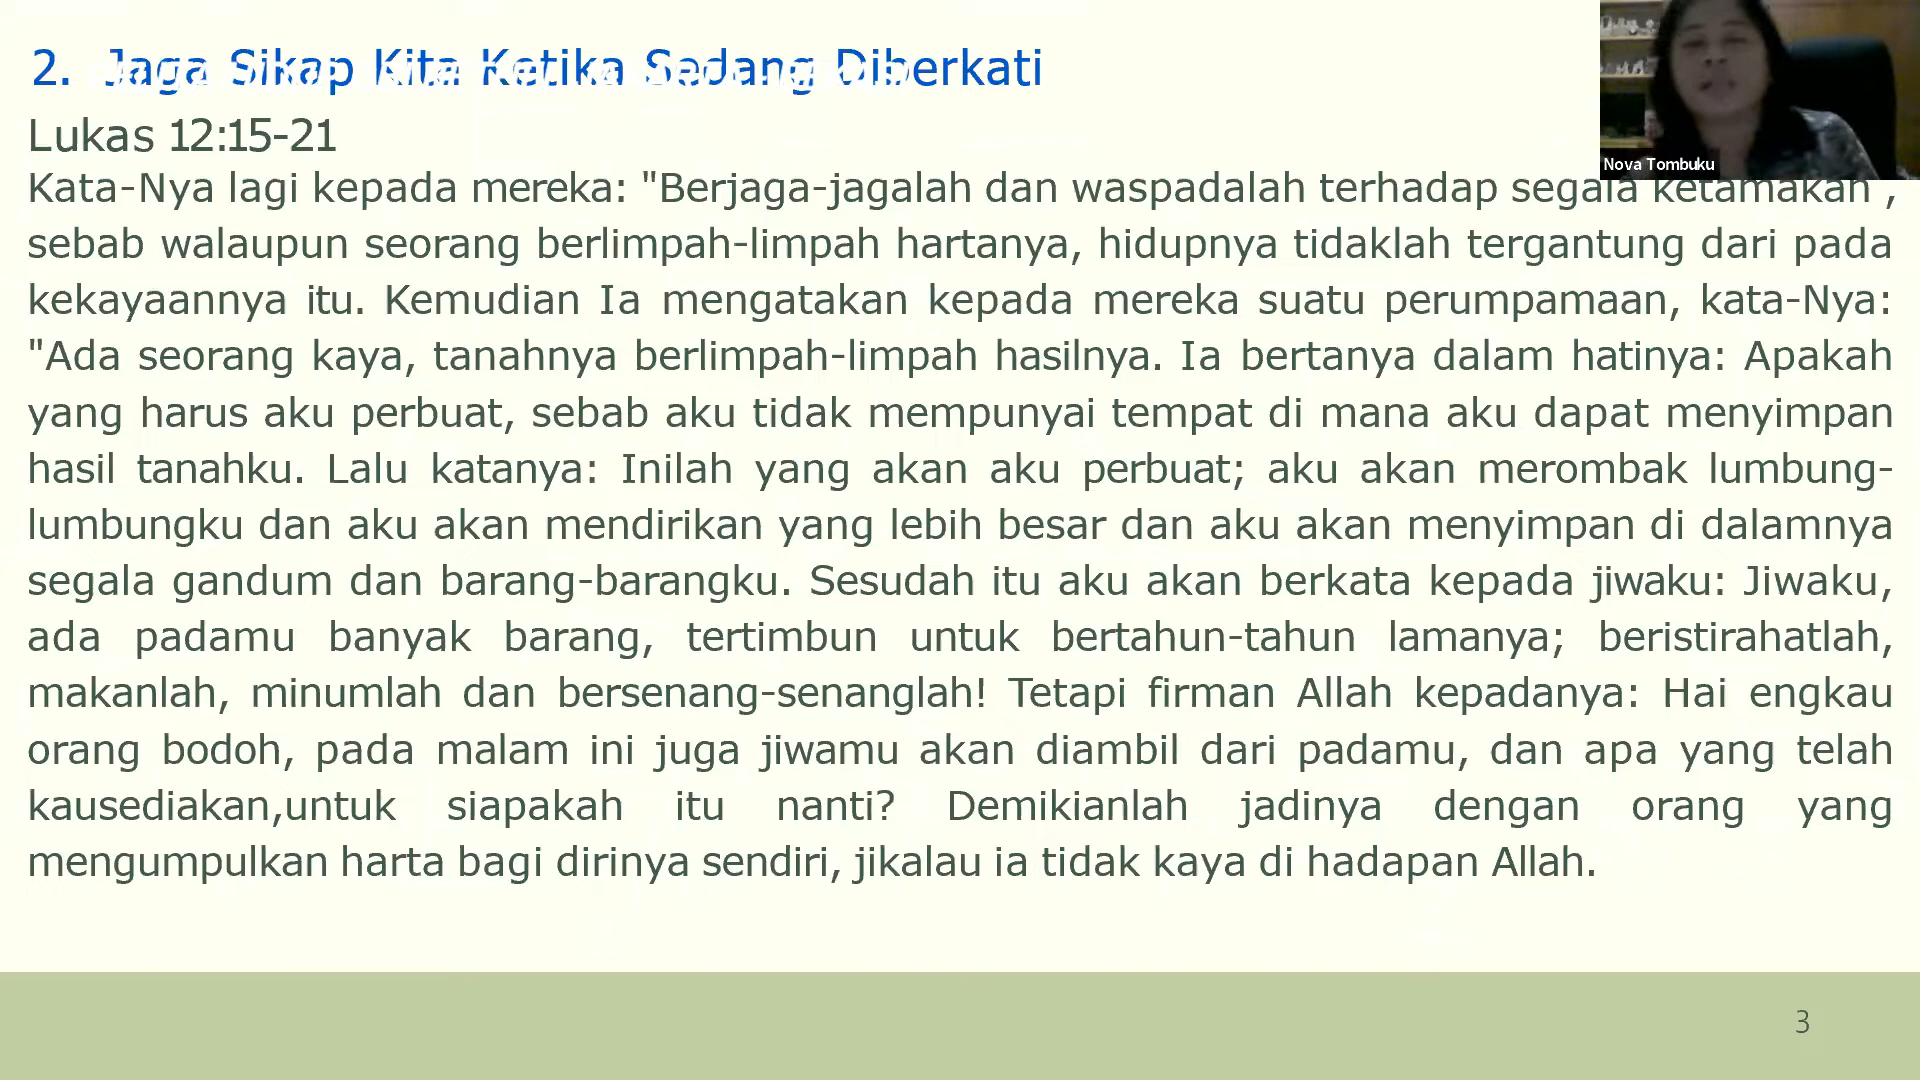 2. Jaga Sikap Kita Ketika Sedang Diberkati
Lukas 12:15-21
Nova Tombuku
Kata-Nya lagi kepada mereka: "Berjaga-jagalah dan waspadalah terhadap segala ketamakan ,
sebab walaupun seorang berlimpah-limpah hartanya, hidupnya tidaklah tergantung dari pada
kekayaannya itu. Kemudian Ia mengatakan kepada mereka suatu perumpamaan, kata-Nya:
"Ada seorang kaya, tanahnya berlimpah-limpah hasilnya. Ia bertanya dalam hatinya: Apakah
yang harus aku perbuat, sebab aku tidak mempunyai tempat di mana aku dapat menyimpan
hasil tanahku. Lalu katanya: Inilah yang akan aku perbuat; aku akan merombak lumbung-
lumbungku dan aku akan mendirikan yang lebih besar dan aku akan menyimpan di dalamnya
segala gandum dan barang-barangku. Sesudah itu aku akan berkata kepada jiwaku: Jiwaku,
ada padamu banyak barang, tertimbun untuk bertahun-tahun lamanya; beristirahatlah,
makanlah, minumlah dan bersenang-senanglah! Tetapi firman Allah kepadanya: Hai engkau
orang bodoh, pada malam ini juga jiwamu akan diambil dari padamu, dan apa yang telah
kausediakan,untuk siapakah itu nanti? Demikianlah jadinya dengan orang yang
mengumpulkan harta bagi dirinya sendiri, jikalau ia tidak kaya di hadapan Allah.
3